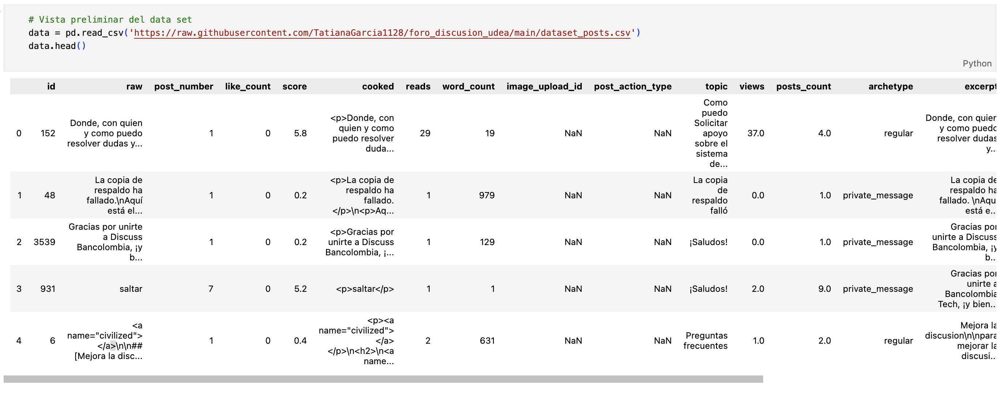 # Vista preliminar del data set
data = pd.read_csv('https://raw.githubusercontent.com/TatianaGarcia1128/foro_discusion_udea/main/dataset_posts.csv')
data.head()
Python
id raw post_number like_count score cooked reads word_count image_upload_id post_action_type topic views posts_count archetype excerpt
0 152 Donde, con quien y como puedo resolver dudas y... 1 0 5.8 <p>Donde, con quien y como puedo resolver duda... 29 19 NaN NaN Como puedo Solicitar apoyo sobre el sistema de... 37.0 4.0 regular Donde, con quien y como puedo resolver dudas y...
1 48 La copia de respaldo ha fallado.\nAquí está el... 1 0 0.2 <p>La copia de respaldo ha fallado.</p>\n<p>Aq... 1 979 NaN NaN La copia de respaldo falló 0.0 1.0 private_message La copia de respaldo ha fallado. \nAqu está e...
2 3539 Gracias por unirte a Discuss Bancolombia, ¡y b... 1 0 0.2 <p>Gracias por unirte a Discuss Bancolombia, ¡... 1 129 NaN NaN ¡Saludos! 0.0 1.0 private_message Gracias por unirte a Discuss Bancolombia, ¡y b...
3 931 saltar 7 0 5.2 <p>saltar</p> 1 1 NaN NaN ¡Saludos! 2.0 9.0 private_message Gracias por unirte a Bancolombia Tech, ¡y bien...
4 6 <a name="civilized"></a>\n\n## [Mejora la disc... 1 0 0.4 <p><a name="civilized"></a></p>\n<h2>\n<a name... 2 631 NaN NaN Preguntas frecuentes 1.0 2.0 regular Mejora la discusion\n\npara mejorar la discusi...